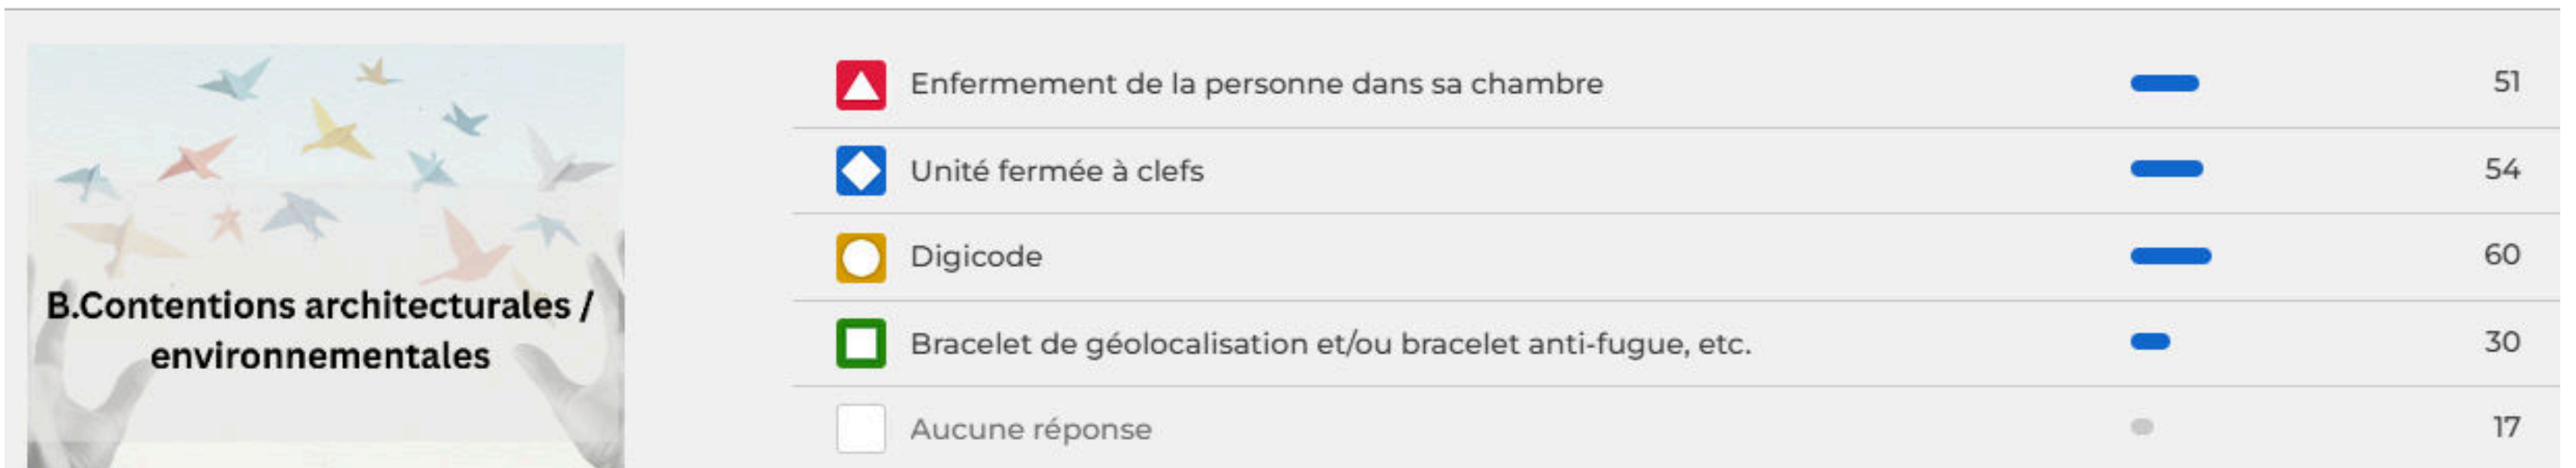 B.Contentions architecturales /
environnementales
Enfermement de la personne dans sa chambre 51
Unité fermée à clefs 54
Digicode 60
Bracelet de géolocalisation et/ou bracelet anti-fugue, etc. 30
Aucune réponse 17